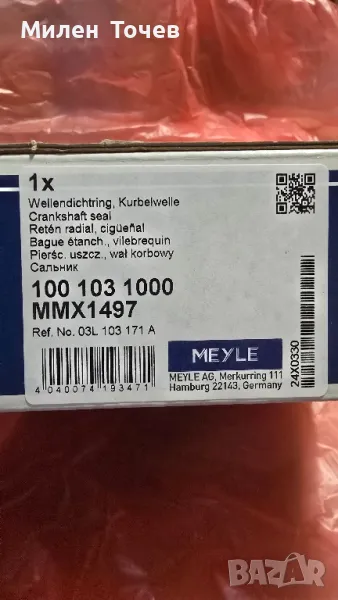 Милен Точев
1x
Wellendichtring, Kurbelwelle
Crankshaft seal
Retén radial, cigüeñal
Bague étanch., vilebrequin
Pierśc. uszcz., wał korbowy
Сальник
100 103 1000
MMX1497
Ref. No. 03L 103 171 A
MEYLE
MEYLE AG, Merkurring 111
Hamburg 22143, Germany
4 040074 193471
24X0330
BAZAR
bg